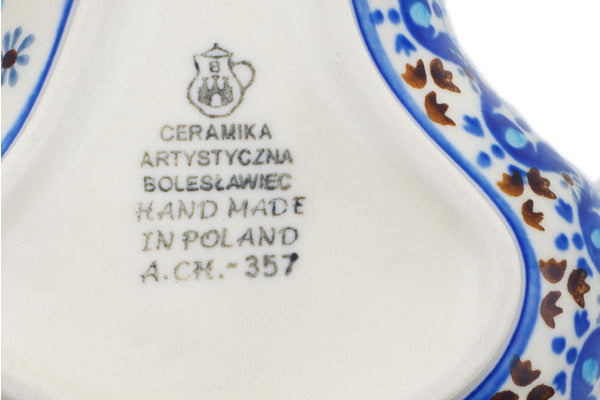 B
CERAMIKA
ARTYSTYCZNA
BOLESŁAWIEC
HAND MADE
IN POLAND
A.CH.-357